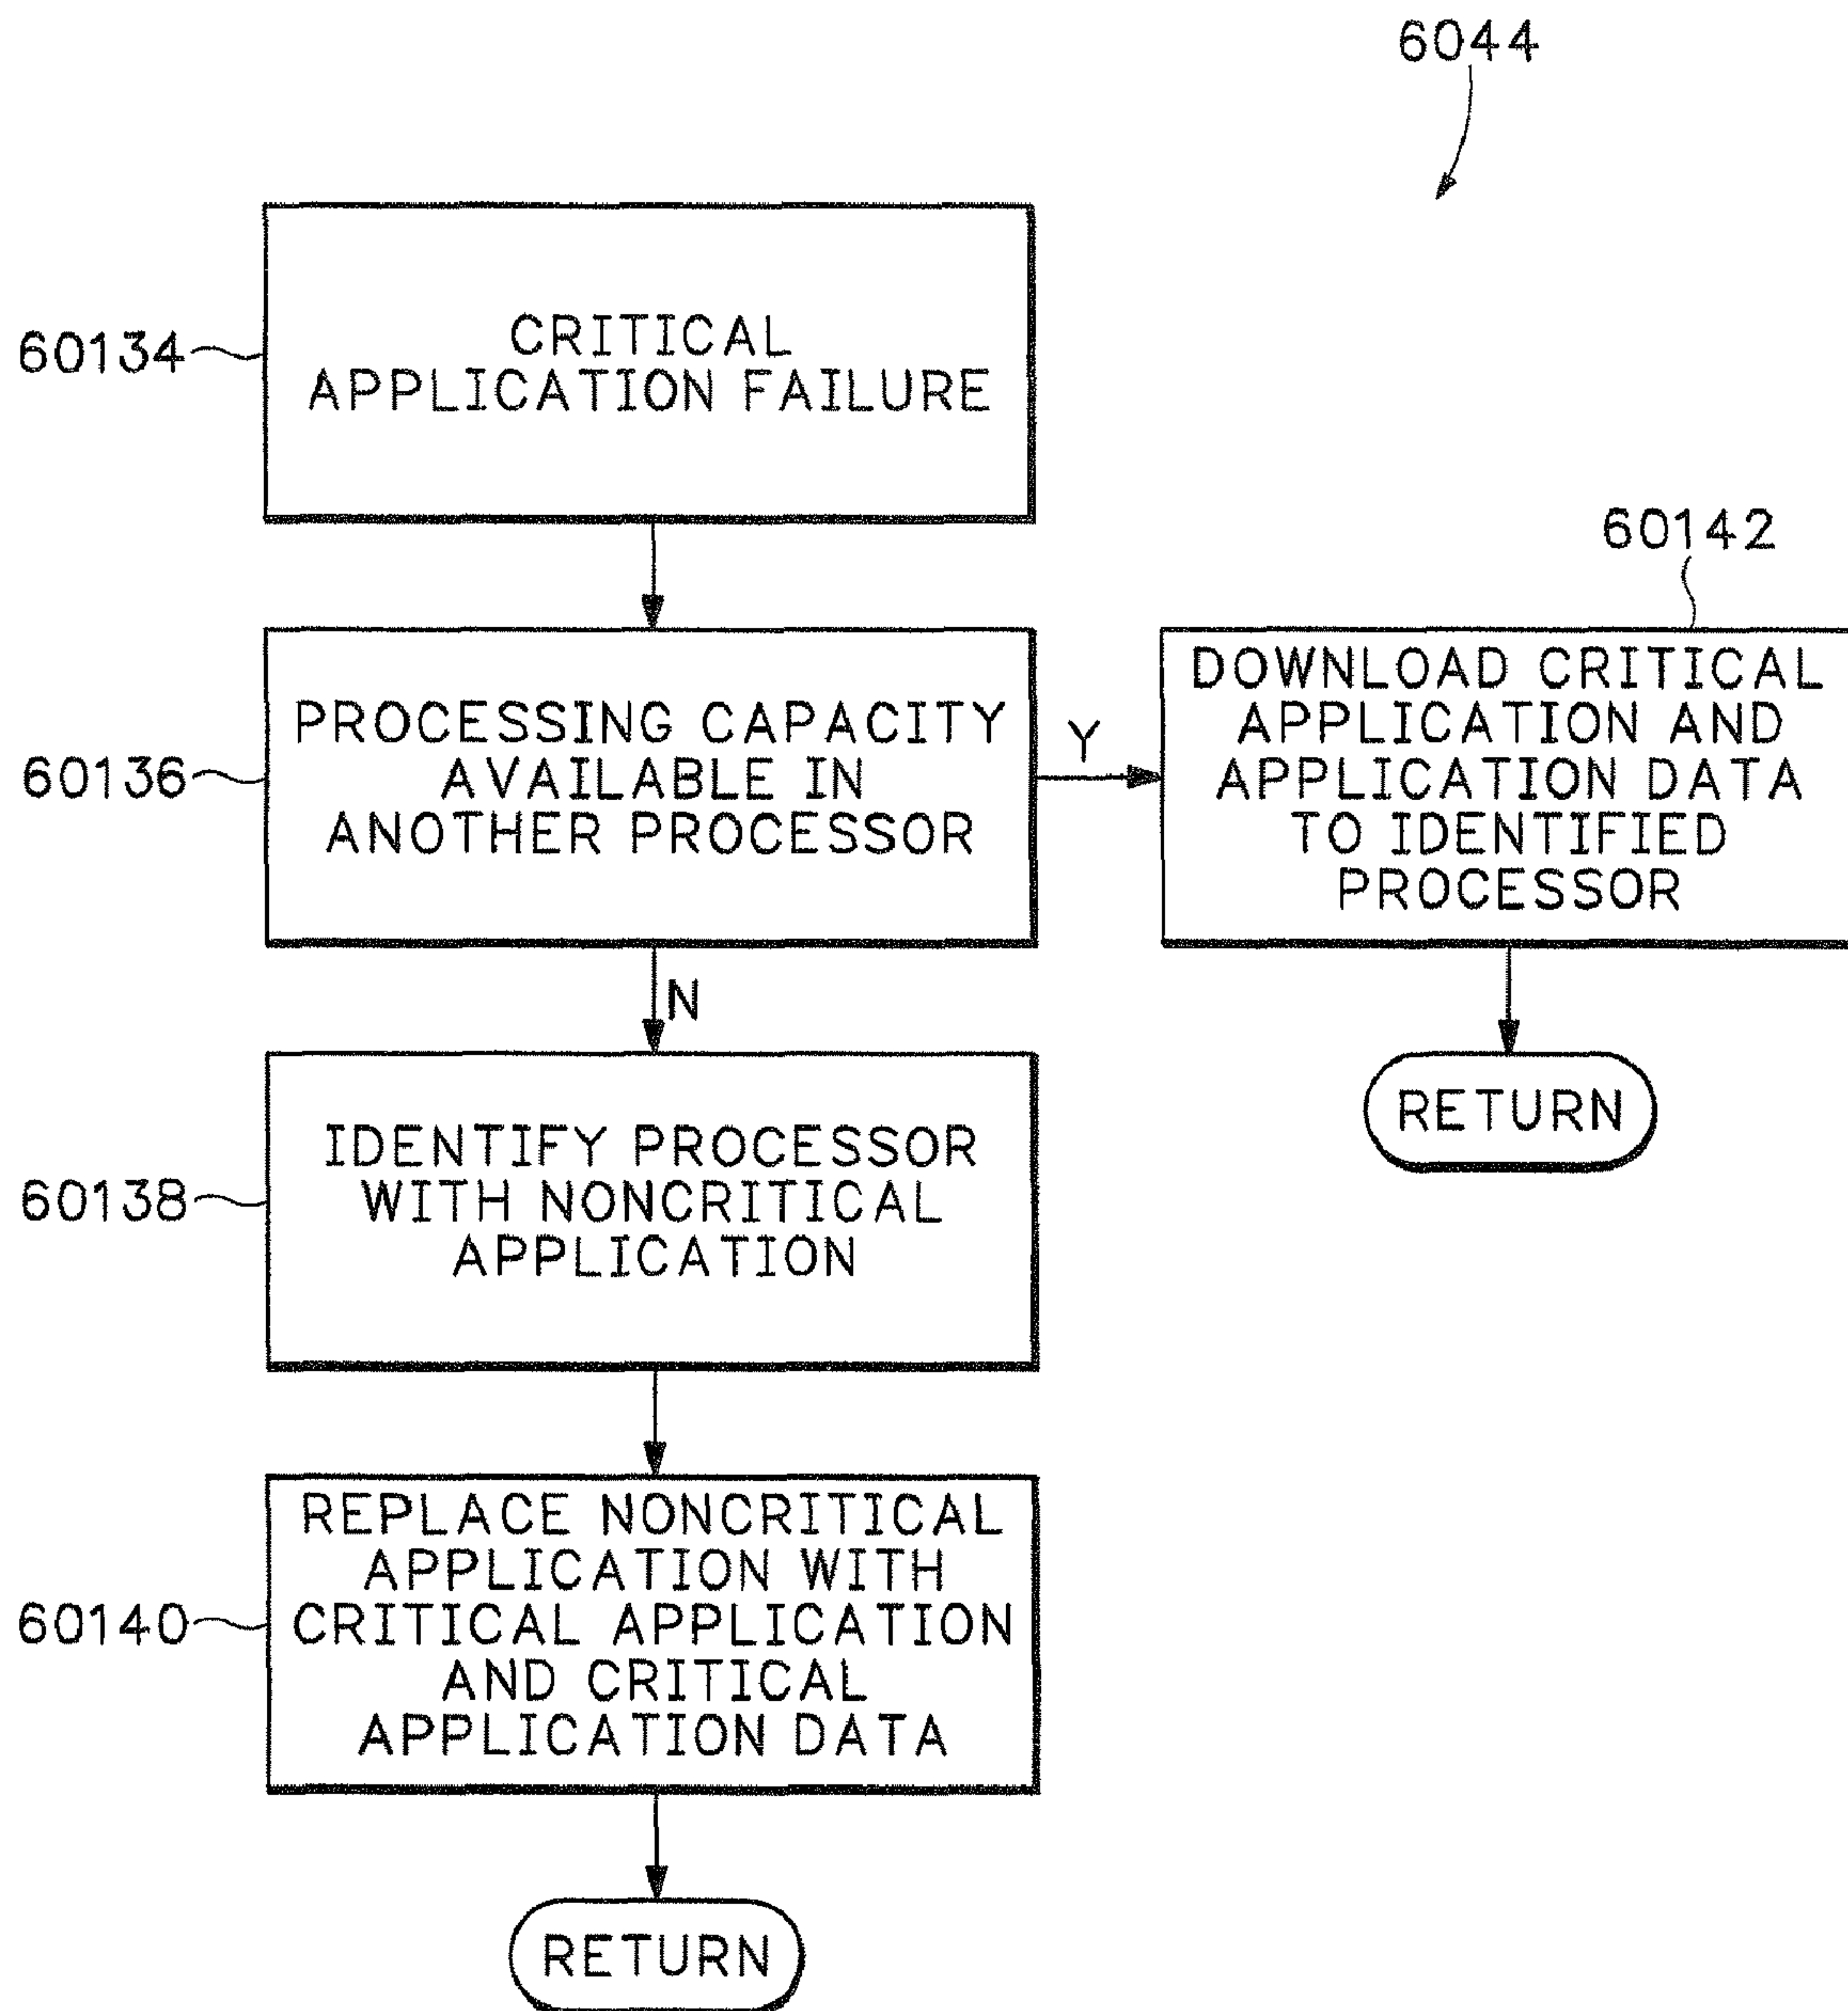 6044
60134
CRITICAL
APPLICATION FAILURE
60136
PROCESSING CAPACITY
AVAILABLE IN
ANOTHER PROCESSOR
Y
60142
DOWNLOAD CRITICAL
APPLICATION AND
APPLICATION DATA
TO IDENTIFIED
PROCESSOR
RETURN
N
60138
IDENTIFY PROCESSOR
WITH NONCRITICAL
APPLICATION
60140
REPLACE NONCRITICAL
APPLICATION WITH
CRITICAL APPLICATION
AND CRITICAL
APPLICATION DATA
RETURN